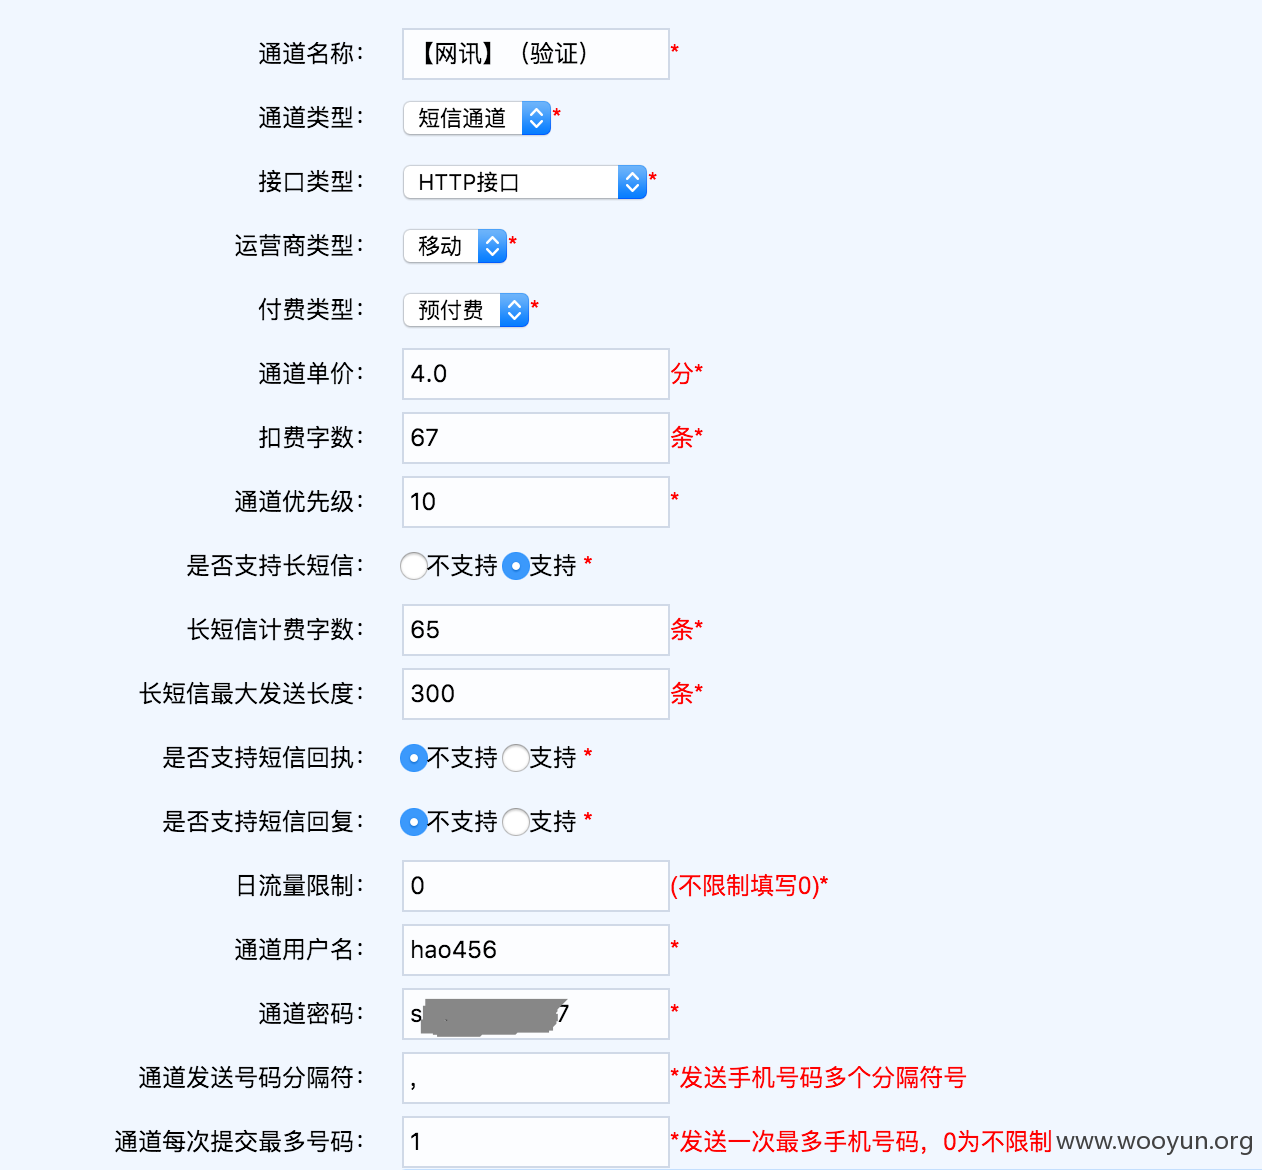 通道名称： 【网讯】（验证） *
通道类型： 短信通道 *
接口类型： HTTP接口 *
运营商类型： 移动 *
付费类型： 预付费 *
通道单价： 4.0 分*
扣费字数： 67 条*
通道优先级： 10 *
是否支持长短信： 不支持 支持 *
长短信计费字数： 65 条*
长短信最大发送长度： 300 条*
是否支持短信回执： 不支持 支持 *
是否支持短信回复： 不支持 支持 *
日流量限制： 0 (不限制填写0)*
通道用户名： hao456 *
通道密码： s 7 *
通道发送号码分隔符： , *发送手机号码多个分隔符号
通道每次提交最多号码： 1 *发送一次最多手机号码，0为不限制 www.wooyun.org